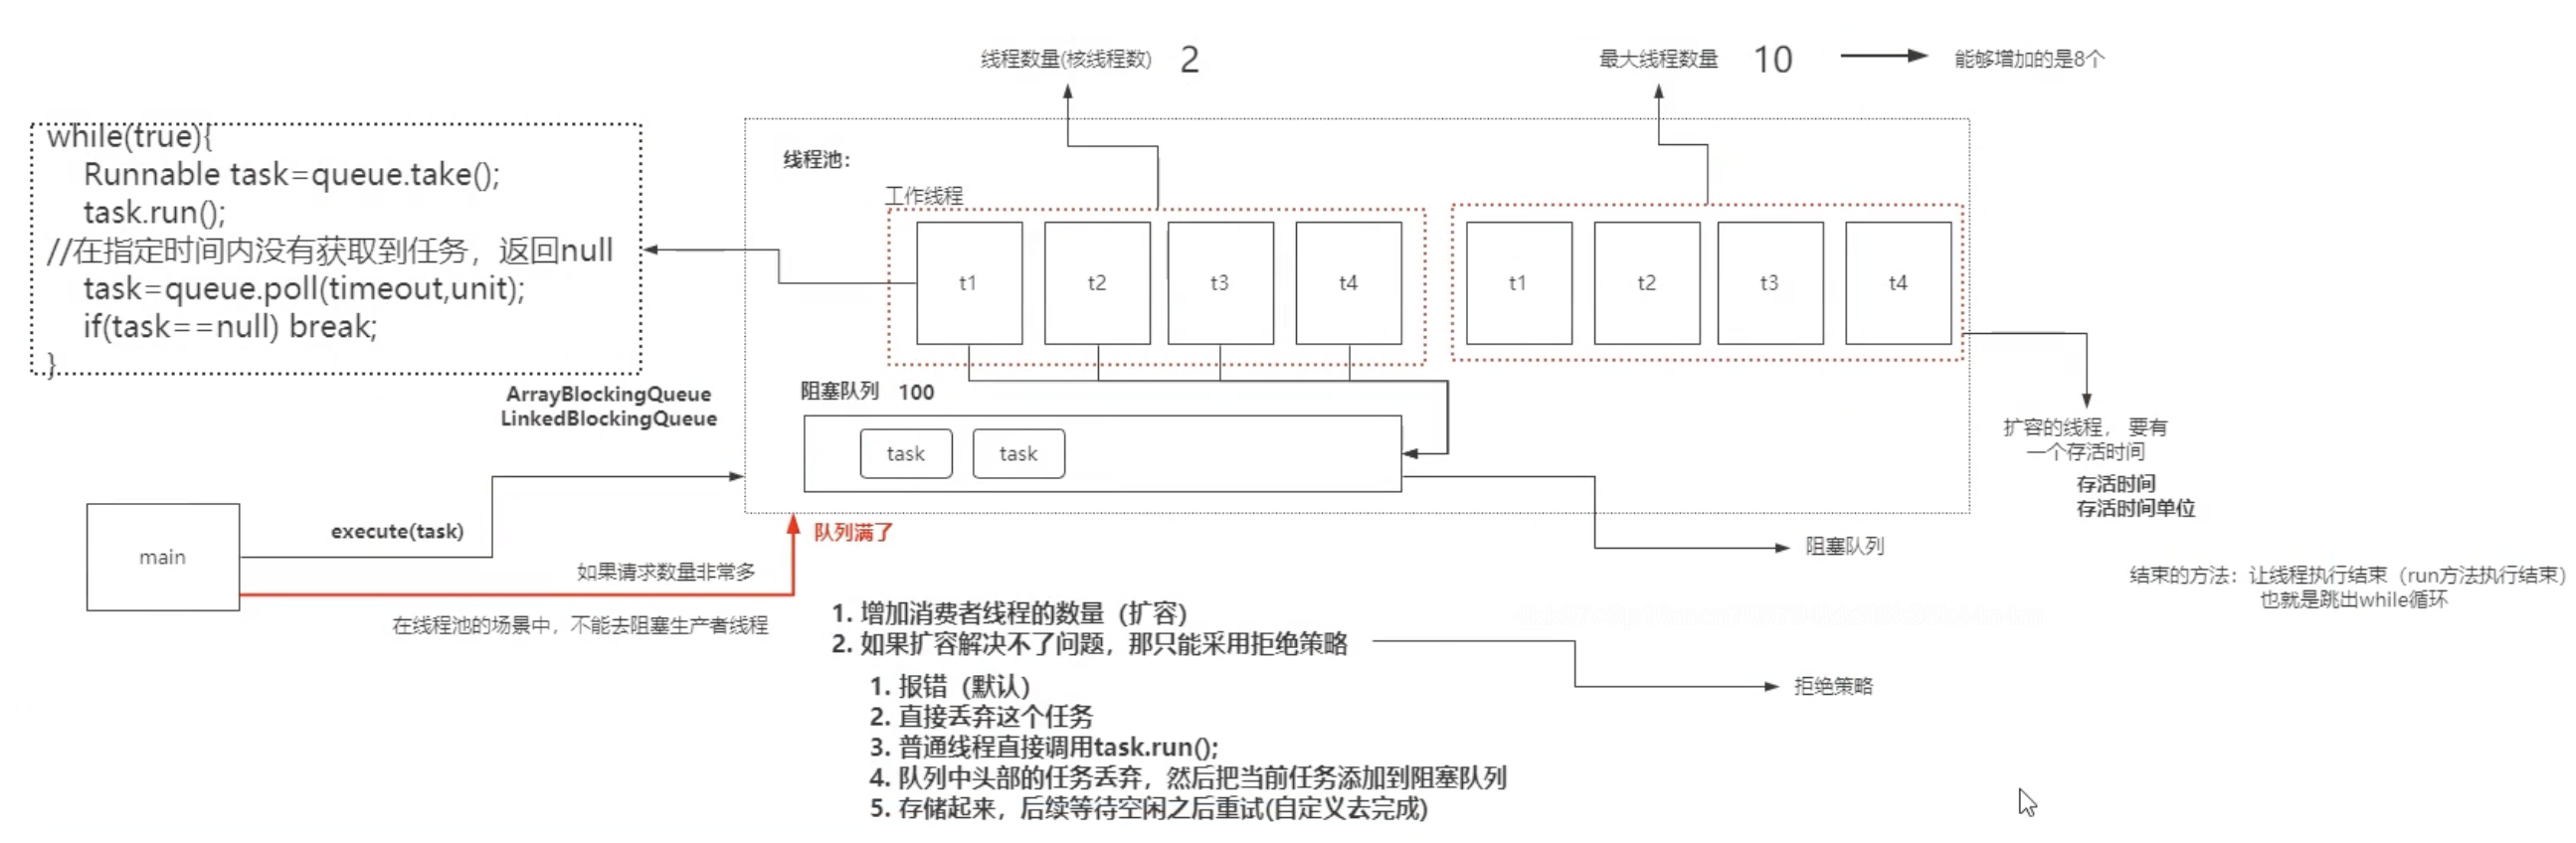 线程数量(核线程数) 2
最大线程数量 10
能够增加的是8个
while(true){
Runnable task=queue.take();
task.run();
//在指定时间内没有获取到任务，返回null
task=queue.poll(timeout,unit);
if(task==null) break;
}
线程池：
工作线程
t1
t2
t3
t4
t1
t2
t3
t4
ArrayBlockingQueue
LinkedBlockingQueue
阻塞队列 100
task
task
扩容的线程， 要有
一个存活时间
存活时间
存活时间单位
main
execute(task)
如果请求数量非常多
在线程池的场景中，不能去阻塞生产者线程
队列满了
阻塞队列
结束的方法：让线程执行结束（run方法执行结束）
也就是跳出while循环
1. 增加消费者线程的数量（扩容）
2. 如果扩容解决不了问题，那只能采用拒绝策略
拒绝策略
1. 报错（默认）
2. 直接丢弃这个任务
3. 普通线程直接调用task.run();
4. 队列中头部的任务丢弃，然后把当前任务添加到阻塞队列
5. 存储起来，后续等待空闲之后重试(自定义去完成)